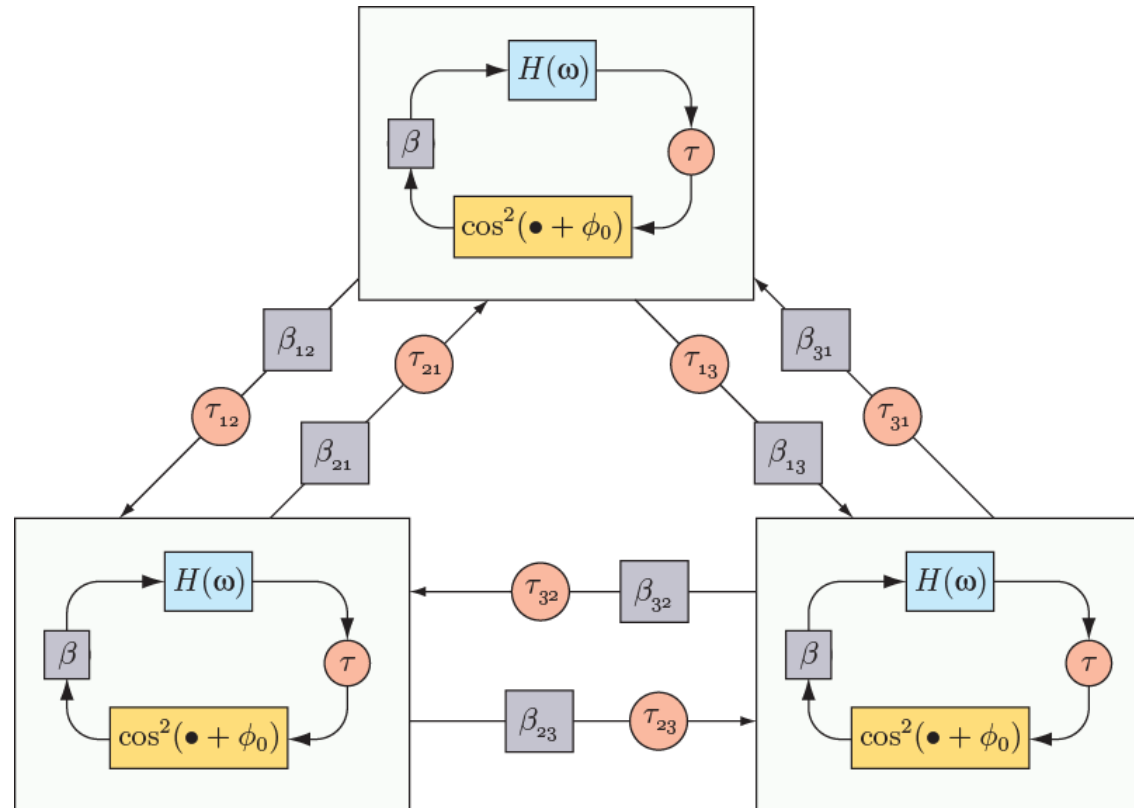 H(ω)
β
τ
cos²(• + ϕ₀)
β₁₂
τ₂₁
τ₁₃
β₃₁
τ₁₂
β₂₁
β₁₃
τ₃₁
H(ω)
β
τ
cos²(• + ϕ₀)
τ₃₂
β₃₂
β₂₃
τ₂₃
H(ω)
β
τ
cos²(• + ϕ₀)